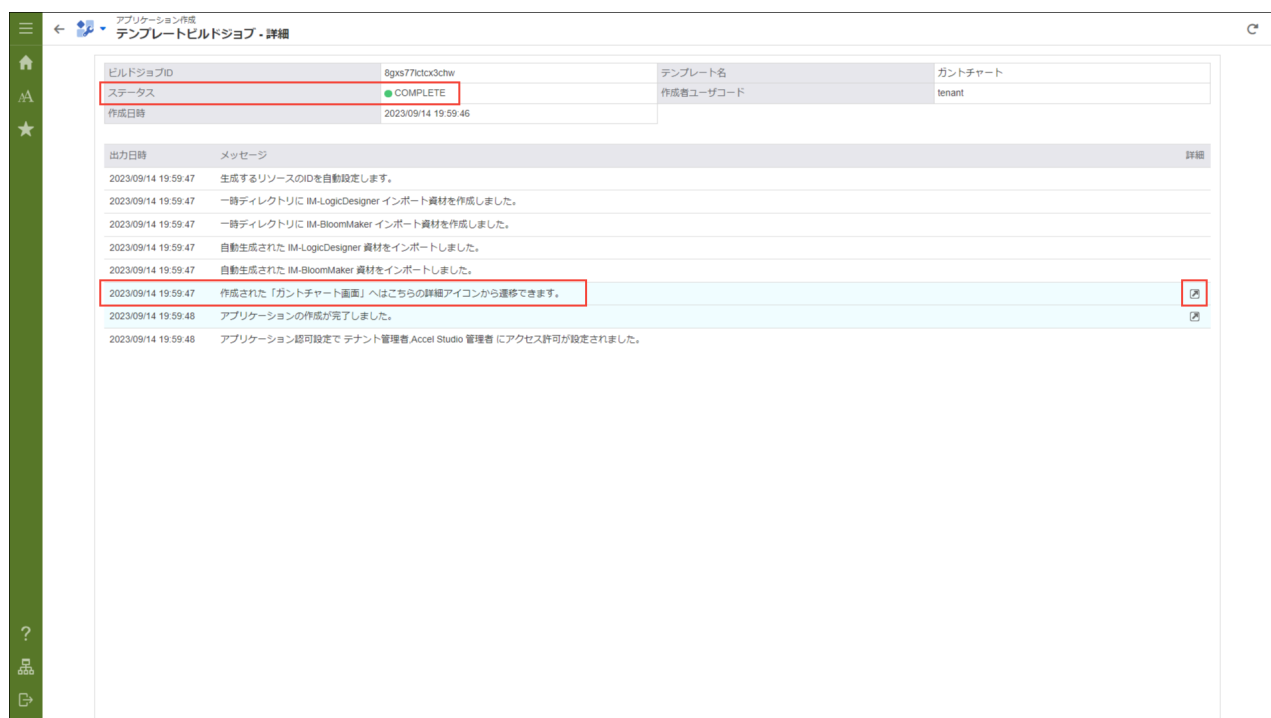 アプリケーション作成
テンプレートビルドジョブ - 詳細
ビルドジョブID 8gxs77lctcx3chw テンプレート名 ガントチャート
ステータス COMPLETE 作成者ユーザコード tenant
作成日時 2023/09/14 19:59:46
出力日時 メッセージ 詳細
2023/09/14 19:59:47 生成するリソースのIDを自動設定します。
2023/09/14 19:59:47 一時ディレクトリに IM-LogicDesigner インポート資材を作成しました。
2023/09/14 19:59:47 一時ディレクトリに IM-BloomMaker インポート資材を作成しました。
2023/09/14 19:59:47 自動生成された IM-LogicDesigner 資材をインポートしました。
2023/09/14 19:59:47 自動生成された IM-BloomMaker 資材をインポートしました。
2023/09/14 19:59:47 作成された「ガントチャート画面」へはこちらの詳細アイコンから遷移できます。
2023/09/14 19:59:48 アプリケーションの作成が完了しました。
2023/09/14 19:59:48 アプリケーション認可設定で テナント管理者,Accel Studio 管理者 にアクセス許可が設定されました。